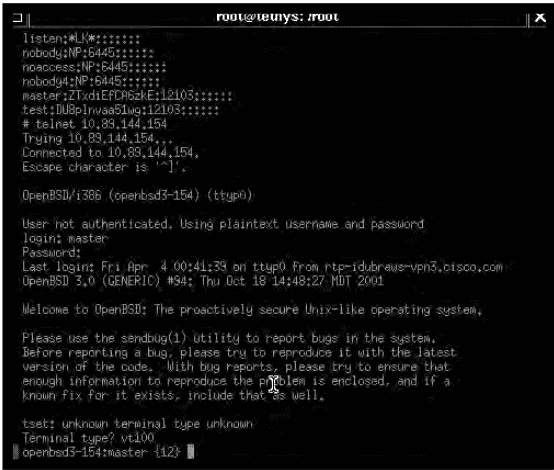 root@tethys: /root
listen:*LK*:::::::
nobody:NP:6445::::::
noaccess:NP:6445::::::
nobody4:NP:6445::::::
master:ZTxdiEfCA6zkE:12103::::::
test:DU8plnvaa51wg:12103::::::
# telnet 10.89.144.154
Trying 10.89.144.154...
Connected to 10.89.144.154.
Escape character is '^]'.
OpenBSD/i386 (openbsd3-154) (ttyp0)
User not authenticated. Using plaintext username and password
login: master
Password:
Last login: Fri Apr  4 00:41:39 on ttyp0 from rtp-idubraws-vpn3.cisco.com
OpenBSD 3.0 (GENERIC) #94: Thu Oct 18 14:48:27 MDT 2001
Welcome to OpenBSD: The proactively secure Unix-like operating system.
Please use the sendbug(1) utility to report bugs in the system.
Before reporting a bug, please try to reproduce it with the latest
version of the code.  With bug reports, please try to ensure that
enough information to reproduce the problem is enclosed, and if a
known fix for it exists, include that as well.
tset: unknown terminal type unknown
Terminal type? vt100
openbsd3-154:master {12}